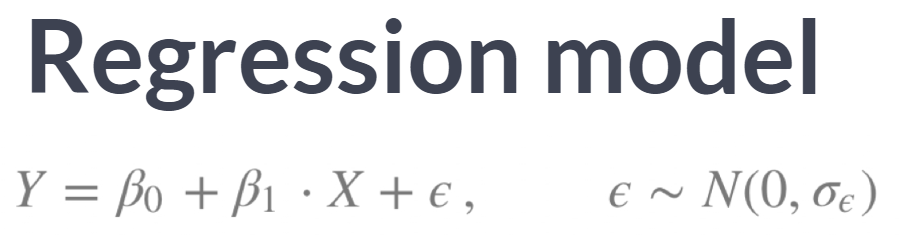 Regression model
Y = β₀ + β₁ · X + ϵ , ϵ ∼ N(0, σ_ϵ)